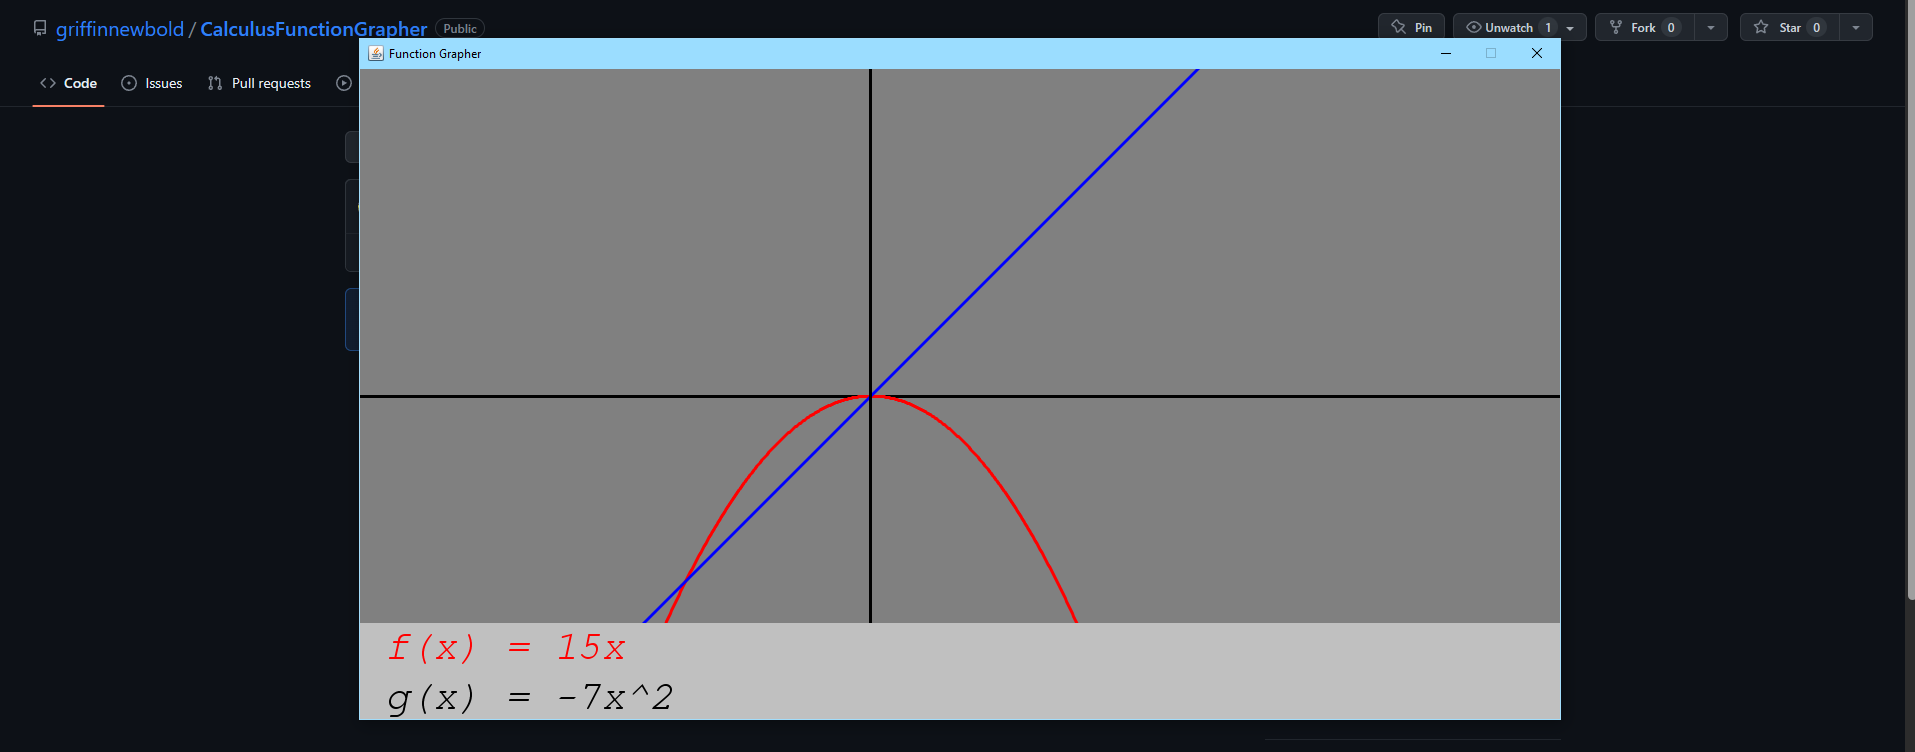 griffinnewbold / CalculusFunctionGrapher Public
Pin Unwatch 1 Fork 0 Star 0
Function Grapher
Code Issues Pull requests
f(x) = 15x
g(x) = -7x^2